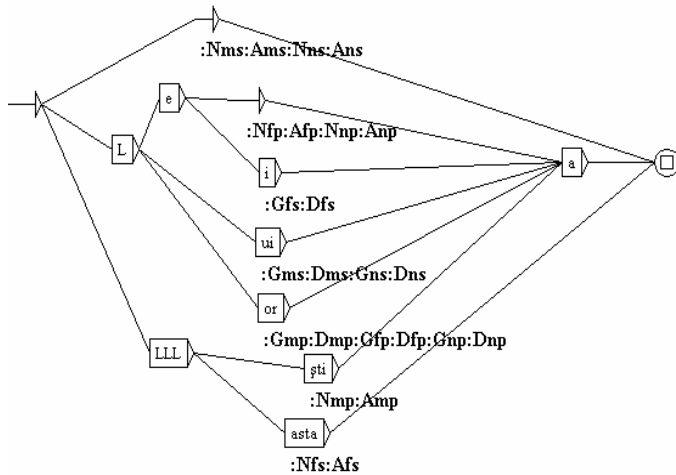 :Nms:Ams:Nns:Ans
e
:Nfp:Afp:Nnp:Anp
L
i
a
:Gfs:Dfs
ui
:Gms:Dms:Gns:Dns
or
:Gmp:Dmp:Gfp:Dfp:Gnp:Dnp
LLL
şti
:Nmp:Amp
asta
:Nfs:Afs